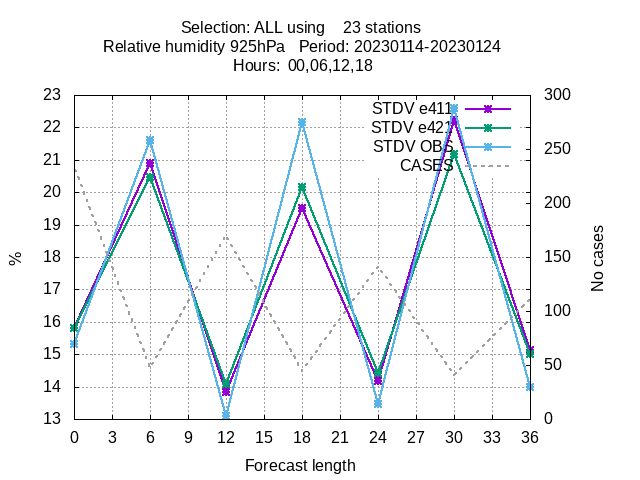 Selection: ALL using    23 stations
Relative humidity 925hPa   Period: 20230114-20230124
Hours:  00,06,12,18
23
22
21
20
19
18
17
16
15
14
13
300
250
200
150
100
50
0
%
No cases
STDV e411
STDV e421
STDV OBS
CASES
0 3 6 9 12 15 18 21 24 27 30 33 36
Forecast length